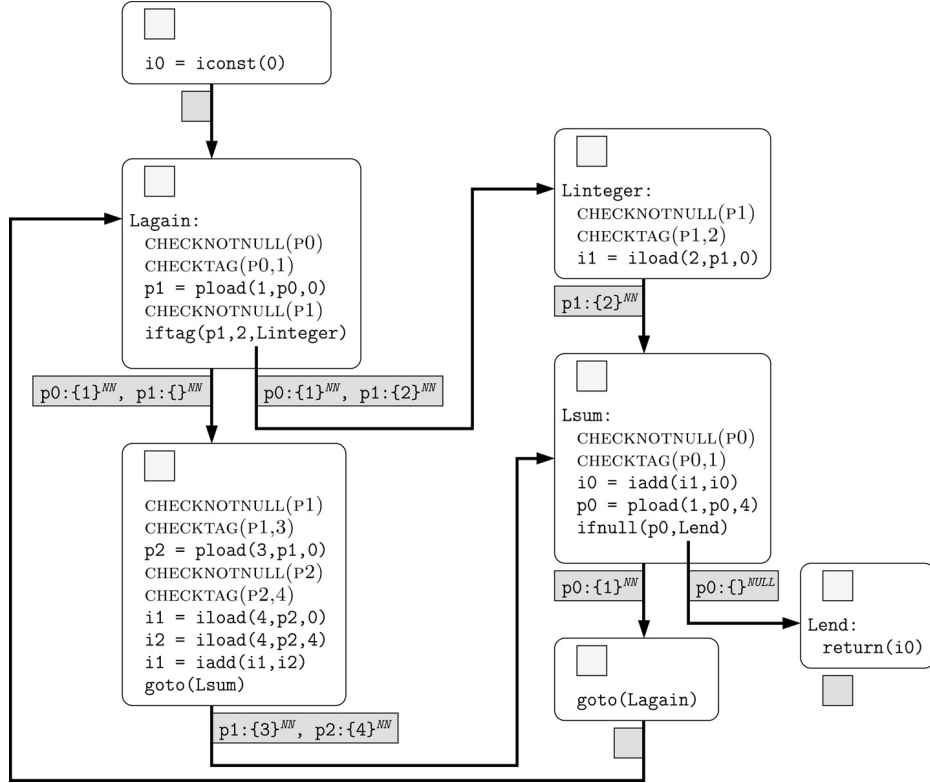 i0 = iconst(0)
Lagain:
CHECKNOTNULL(P0)
CHECKTAG(P0,1)
p1 = pload(1,p0,0)
CHECKNOTNULL(P1)
iftag(p1,2,Linteger)
p0:{1}NN, p1:{}NN
p0:{1}NN, p1:{2}NN
CHECKNOTNULL(P1)
CHECKTAG(P1,3)
p2 = pload(3,p1,0)
CHECKNOTNULL(P2)
CHECKTAG(P2,4)
i1 = iload(4,p2,0)
i2 = iload(4,p2,4)
i1 = iadd(i1,i2)
goto(Lsum)
p1:{3}NN, p2:{4}NN
Linteger:
CHECKNOTNULL(P1)
CHECKTAG(P1,2)
i1 = iload(2,p1,0)
p1:{2}NN
Lsum:
CHECKNOTNULL(P0)
CHECKTAG(P0,1)
i0 = iadd(i1,i0)
p0 = pload(1,p0,4)
ifnull(p0,Lend)
p0:{1}NN
p0:{}NULL
goto(Lagain)
Lend:
return(i0)